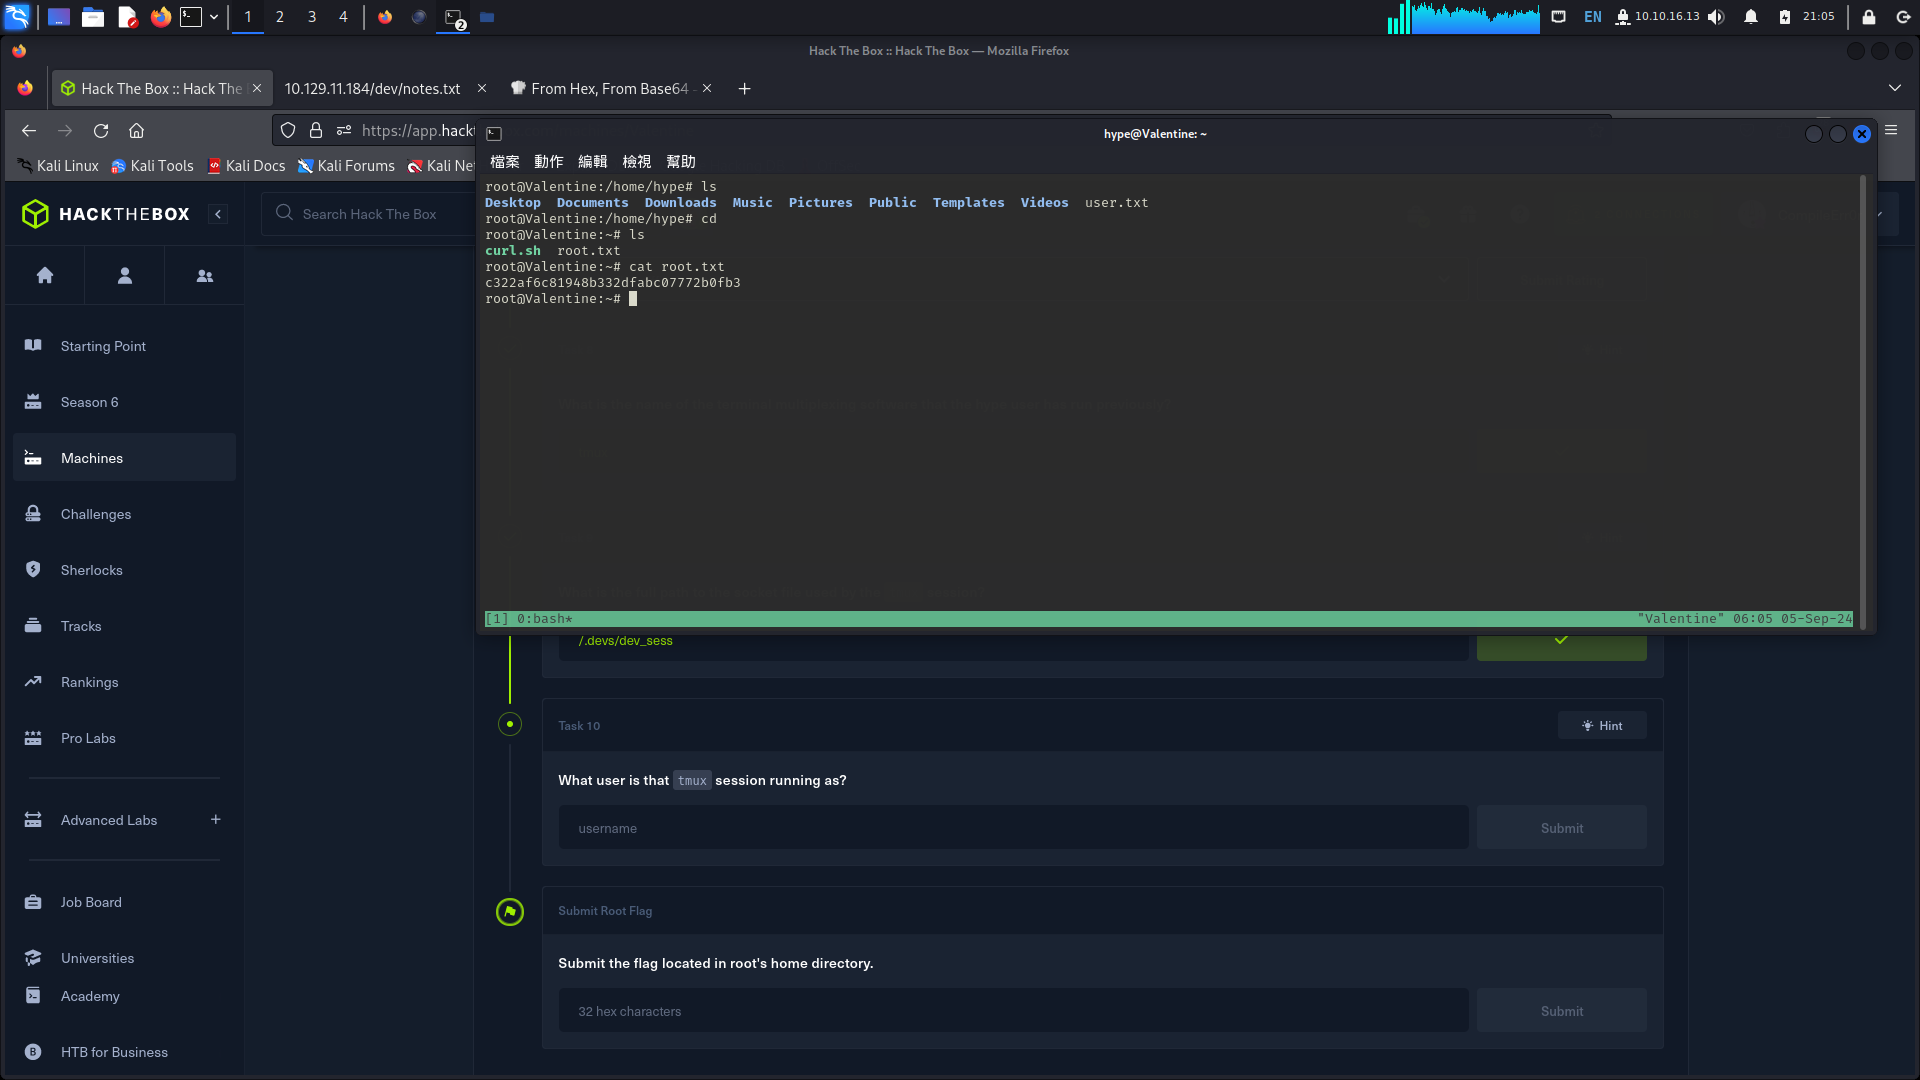 1 2 3 4
2
EN 10.10.16.13 21:05
Hack The Box :: Hack The Box — Mozilla Firefox
Hack The Box :: Hack The
10.129.11.184/dev/notes.txt
From Hex, From Base64 -
https://app.hackt
Kali Linux Kali Tools Kali Docs Kali Forums Kali Ne
hype@Valentine: ~
檔案 動作 編輯 檢視 幫助
root@Valentine:/home/hype# ls
Desktop Documents Downloads Music Pictures Public Templates Videos user.txt
root@Valentine:/home/hype# cd
root@Valentine:~# ls
curl.sh root.txt
root@Valentine:~# cat root.txt
c322af6c81948b332dfabc07772b0fb3
root@Valentine:~#
[1] 0:bash* "Valentine" 06:05 05-Sep-24
HACKTHEBOX
Search Hack The Box
Starting Point
Season 6
Machines
Challenges
Sherlocks
Tracks
Rankings
Pro Labs
Advanced Labs +
Job Board
Universities
Academy
HTB for Business
/.devs/dev_sess
Task 10
Hint
What user is that tmux session running as?
username
Submit
Submit Root Flag
Submit the flag located in root's home directory.
32 hex characters
Submit